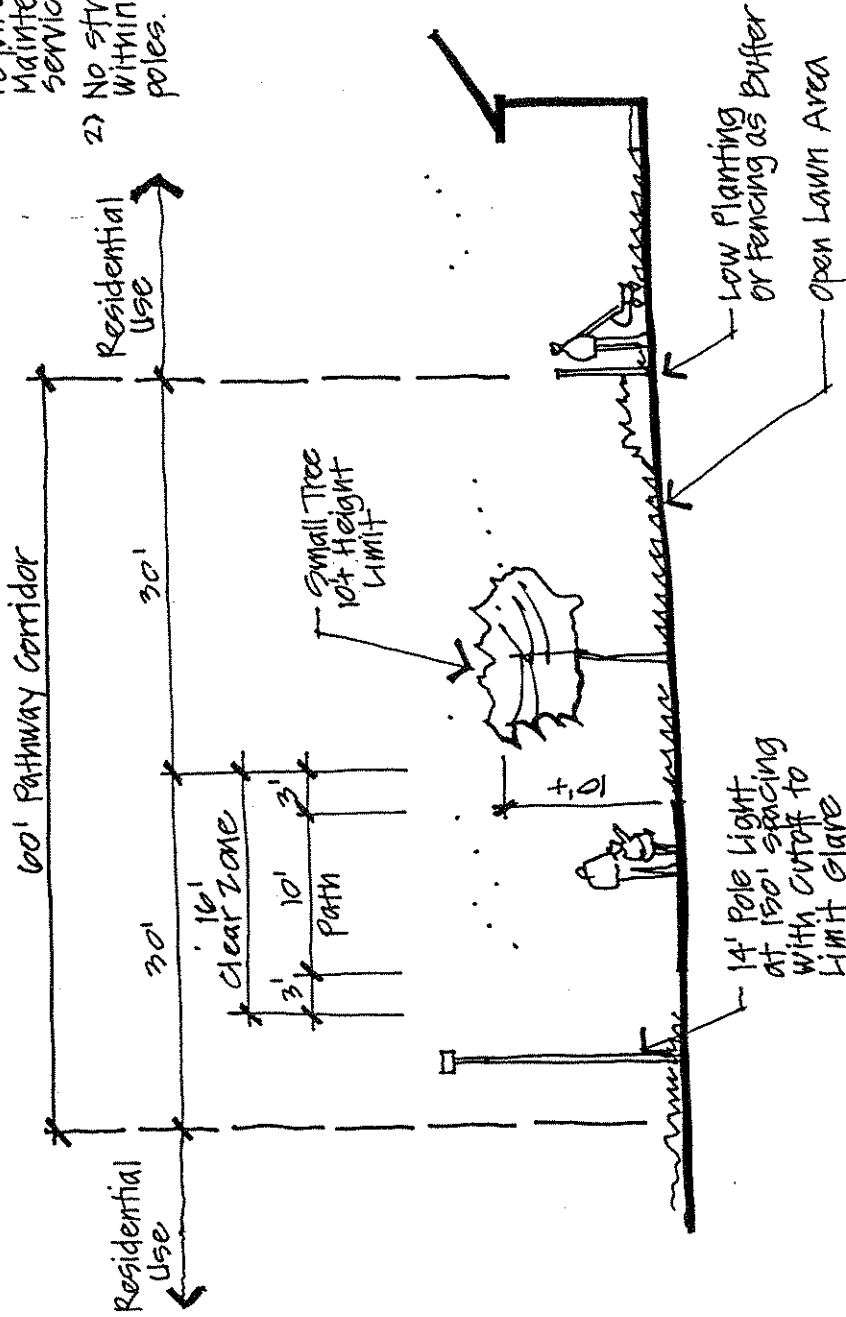 Mainte
servic
2) No str
within
poles.
60' Pathway Corridor
Residential
Use
30'
30'
Residential
Use
16'
Clear Zone
3'
10'
3'
Path
Small Tree
10'± Height
Limit
10'±
14' Pole Light
at 150' spacing
with cutoff to
Limit Glare
Low Planting
or Fencing as Buffer
Open Lawn Area